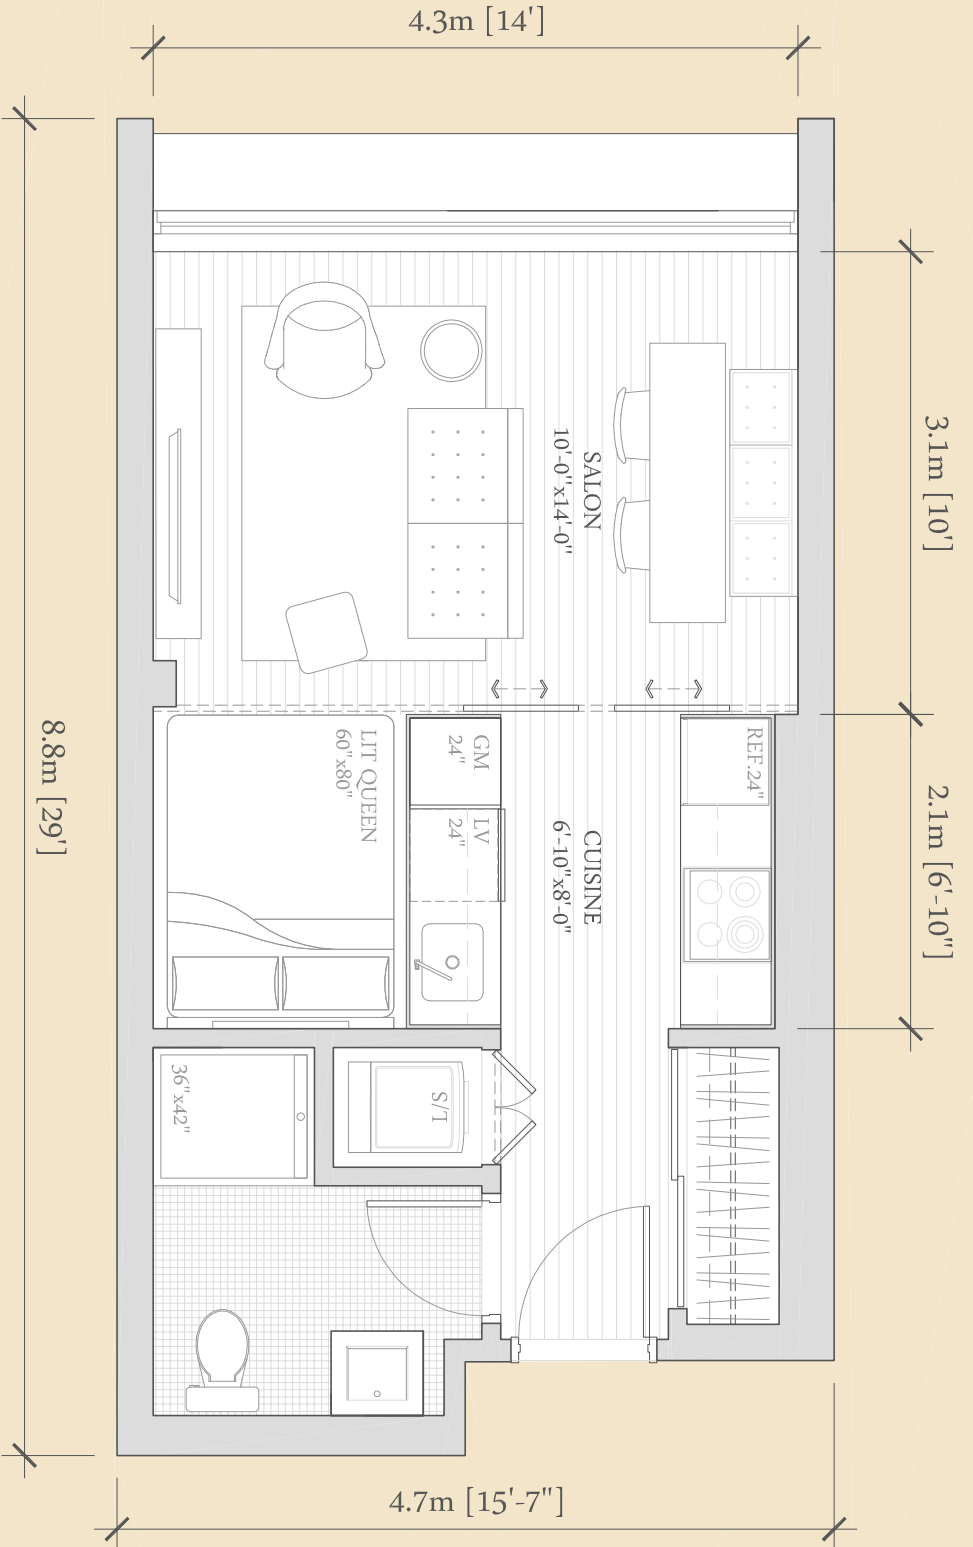 4.3m [14']
3.1m [10']
SALON
10'-0"x14'-0"
8.8m [29']
LIT QUEEN
60"x80"
GM
24"
LV
24"
REF.24"
CUISINE
6'-10"x8'-0"
2.1m [6'-10"]
36"x42"
L/S
4.7m [15'-7"]